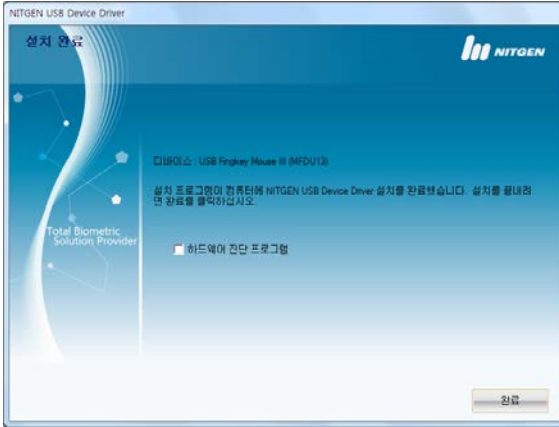 NITGEN USB Device Driver
설치 완료
NITGEN
디바이스 : USB Fingkey Mouse III (MFDU13)
설치 프로그램이 컴퓨터에 NITGEN USB Device Driver 설치를 완료했습니다. 설치를 끝내려
면 완료를 클릭하십시오.
Total Biometric
Solution Provider
하드웨어 진단 프로그램
완료